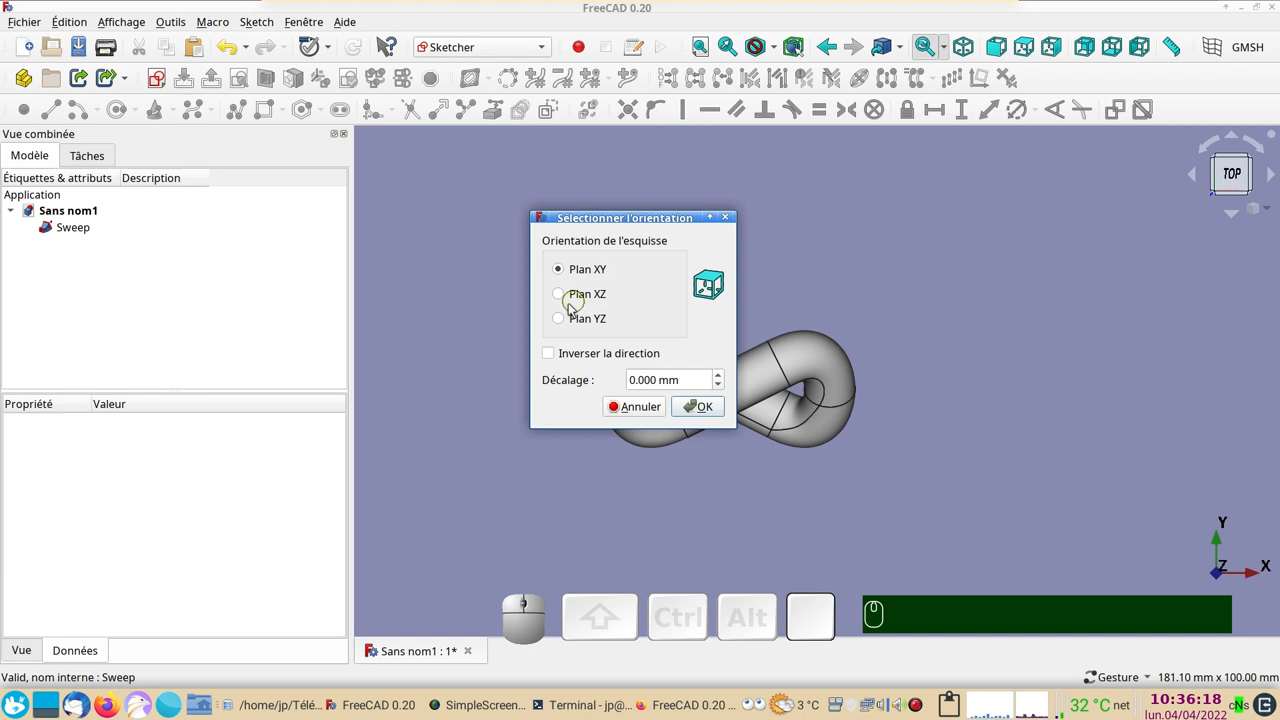 FreeCAD 0.20
Fichier Édition Affichage Outils Macro Sketch Fenêtre Aide
Sketcher
GMSH
Vue combinée
Modèle Tâches
Étiquettes & attributs Description
Application
Sans nom1
Sweep
Propriété Valeur
Sélectionner l'orientation
Orientation de l'esquisse
Plan XY
Plan XZ
Plan YZ
Inverser la direction
Décalage : 0.000 mm
Annuler OK
TOP
Y
Z X
Ctrl Alt
Vue Données
Sans nom1 : 1*
Valid, nom interne : Sweep
Gesture 181.10 mm x 100.00 mm
/home/jp/Télé... FreeCAD 0.20 SimpleScreen... Terminal - jp@... FreeCAD 0.20 ... 3 °C 32 °C net 10:36:18
lun.04/04/2022